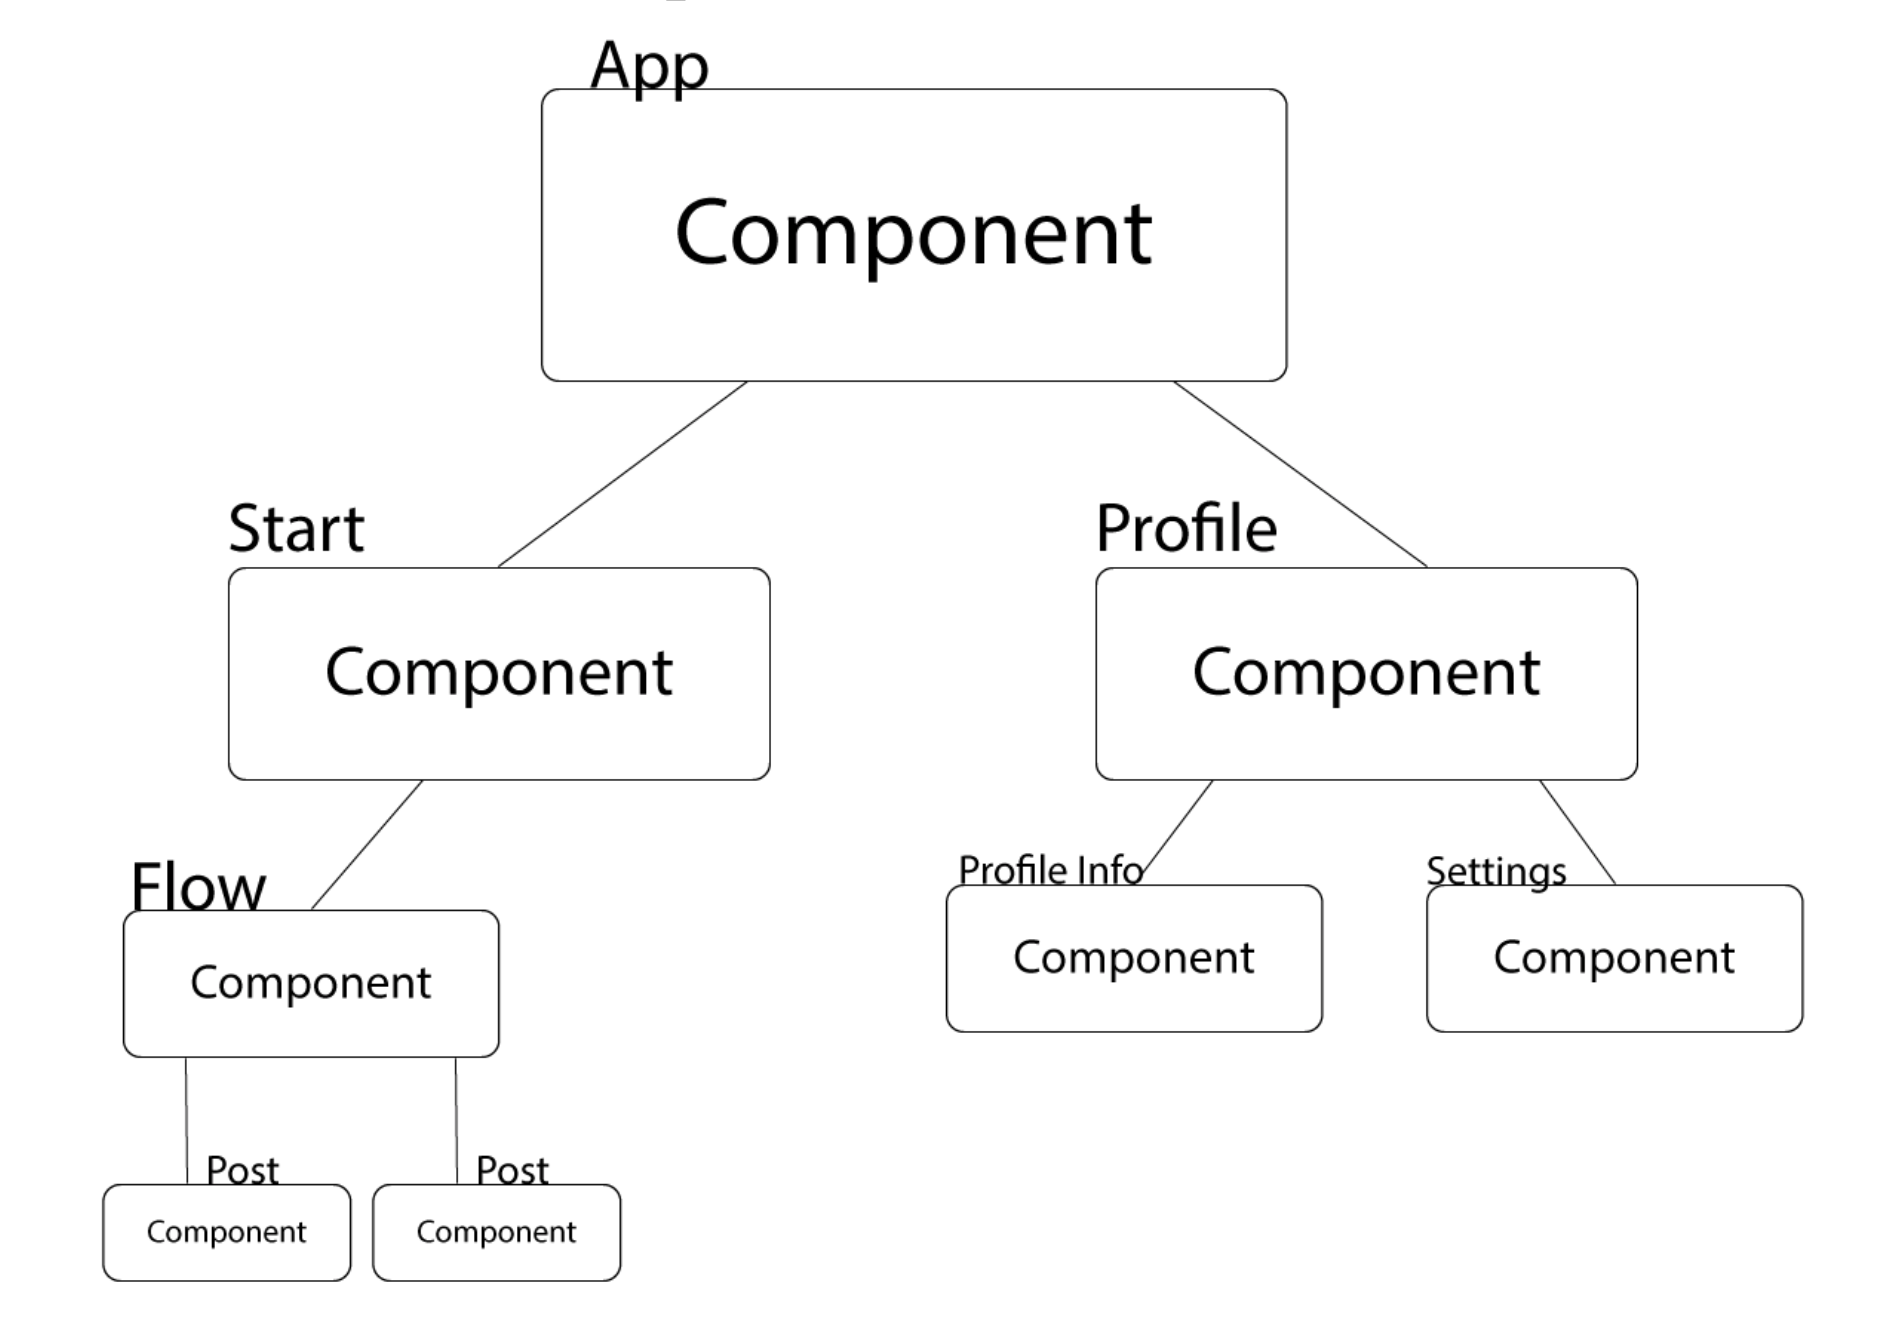 App
Component
Start
Component
Profile
Component
Flow
Component
Profile Info
Component
Settings
Component
Post
Component
Post
Component